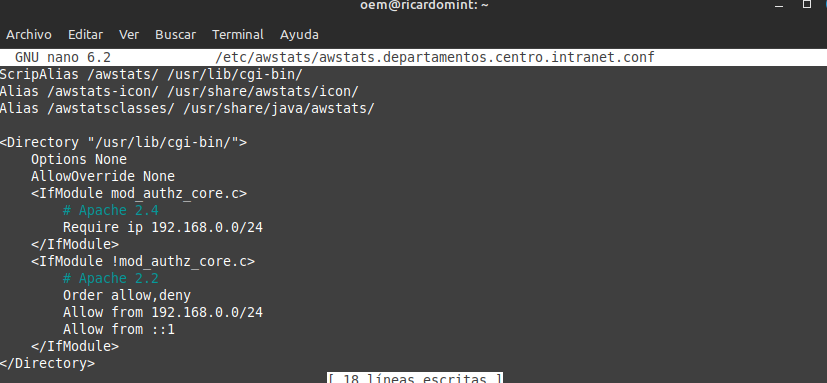 oem@ricardomint: ~
Archivo Editar Ver Buscar Terminal Ayuda
GNU nano 6.2 /etc/awstats/awstats.departamentos.centro.intranet.conf
ScripAlias /awstats/ /usr/lib/cgi-bin/
Alias /awstats-icon/ /usr/share/awstats/icon/
Alias /awstatsclasses/ /usr/share/java/awstats/
<Directory "/usr/lib/cgi-bin/">
Options None
AllowOverride None
<IfModule mod_authz_core.c>
# Apache 2.4
Require ip 192.168.0.0/24
</IfModule>
<IfModule !mod_authz_core.c>
# Apache 2.2
Order allow,deny
Allow from 192.168.0.0/24
Allow from ::1
</IfModule>
</Directory>
[ 18 líneas escritas ]